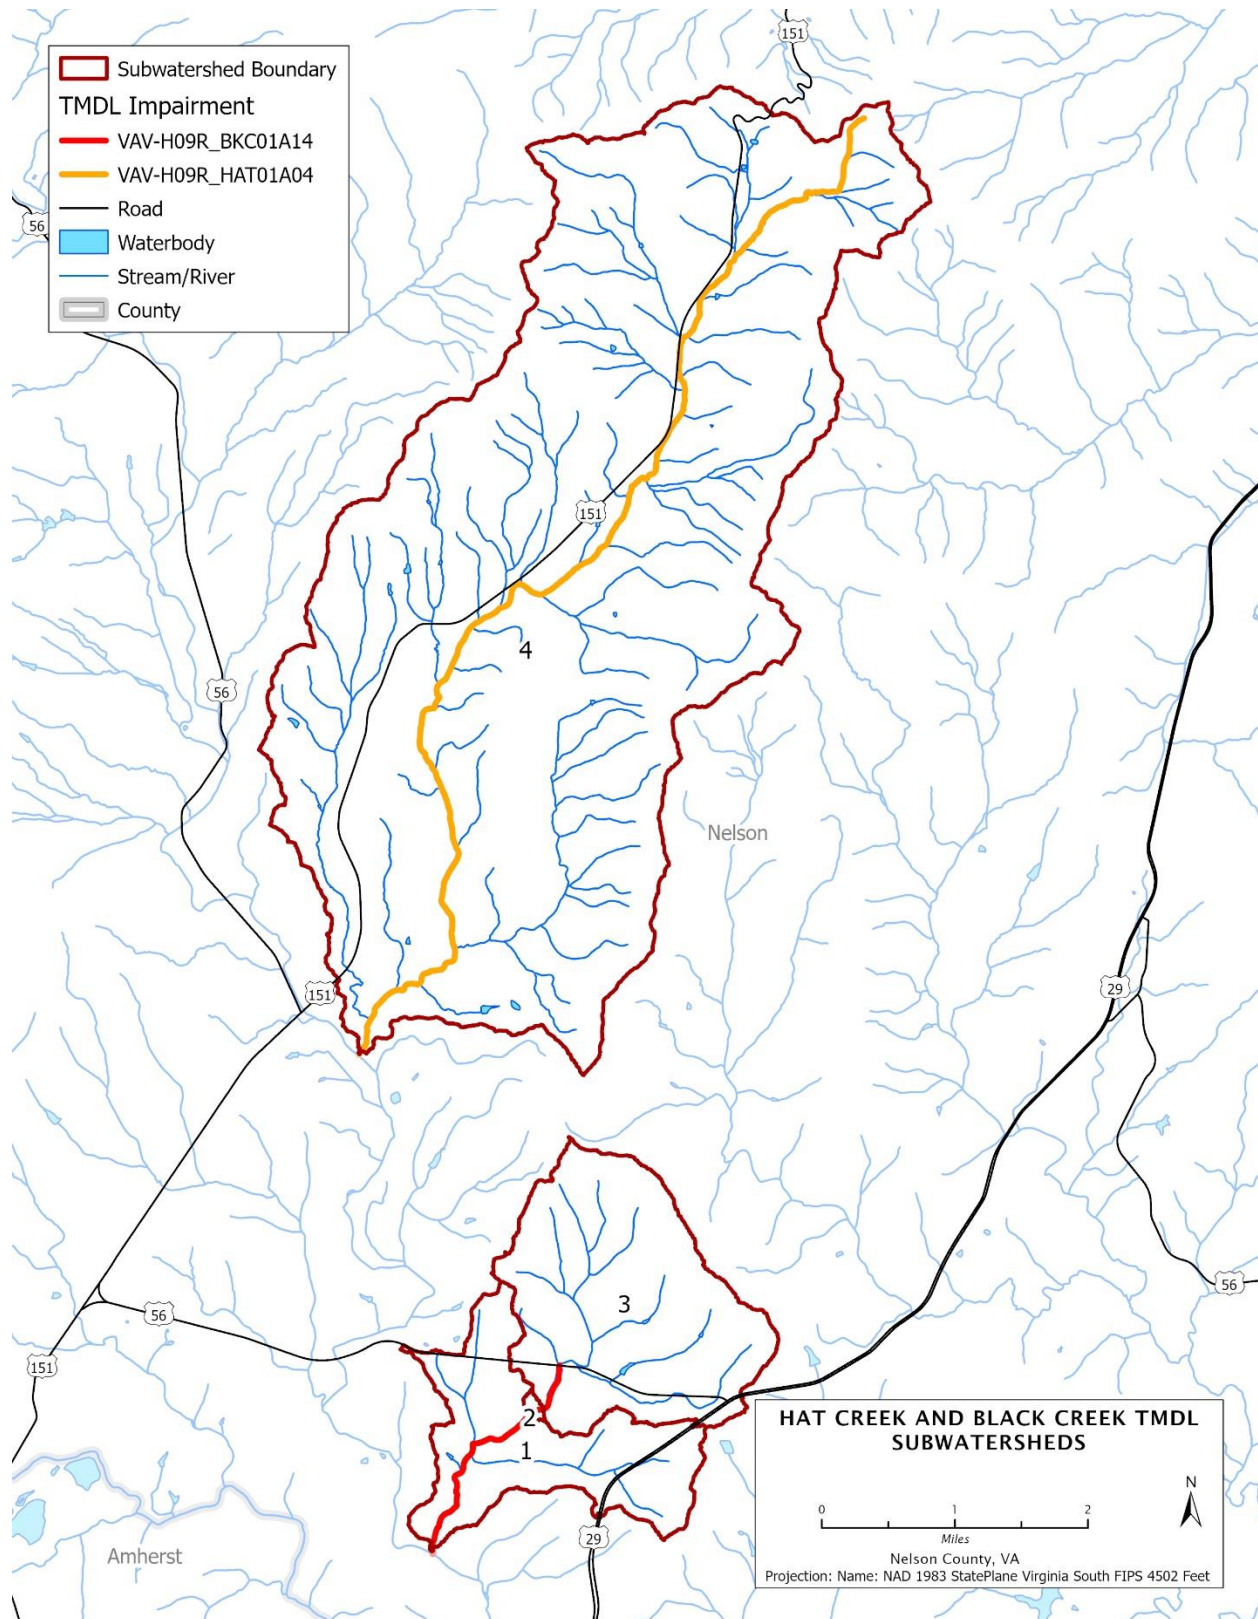 151
Subwatershed Boundary
TMDL Impairment
VAV-H09R_BKC01A14
VAV-H09R_HAT01A04
Road
Waterbody
Stream/River
County
56
151
4
56
Nelson
29
151
3
56
56
151
2
1
29
Amherst
HAT CREEK AND BLACK CREEK TMDL
SUBWATERSHEDS
N
0 1 2
Miles
Nelson County, VA
Projection: Name: NAD 1983 StatePlane Virginia South FIPS 4502 Feet